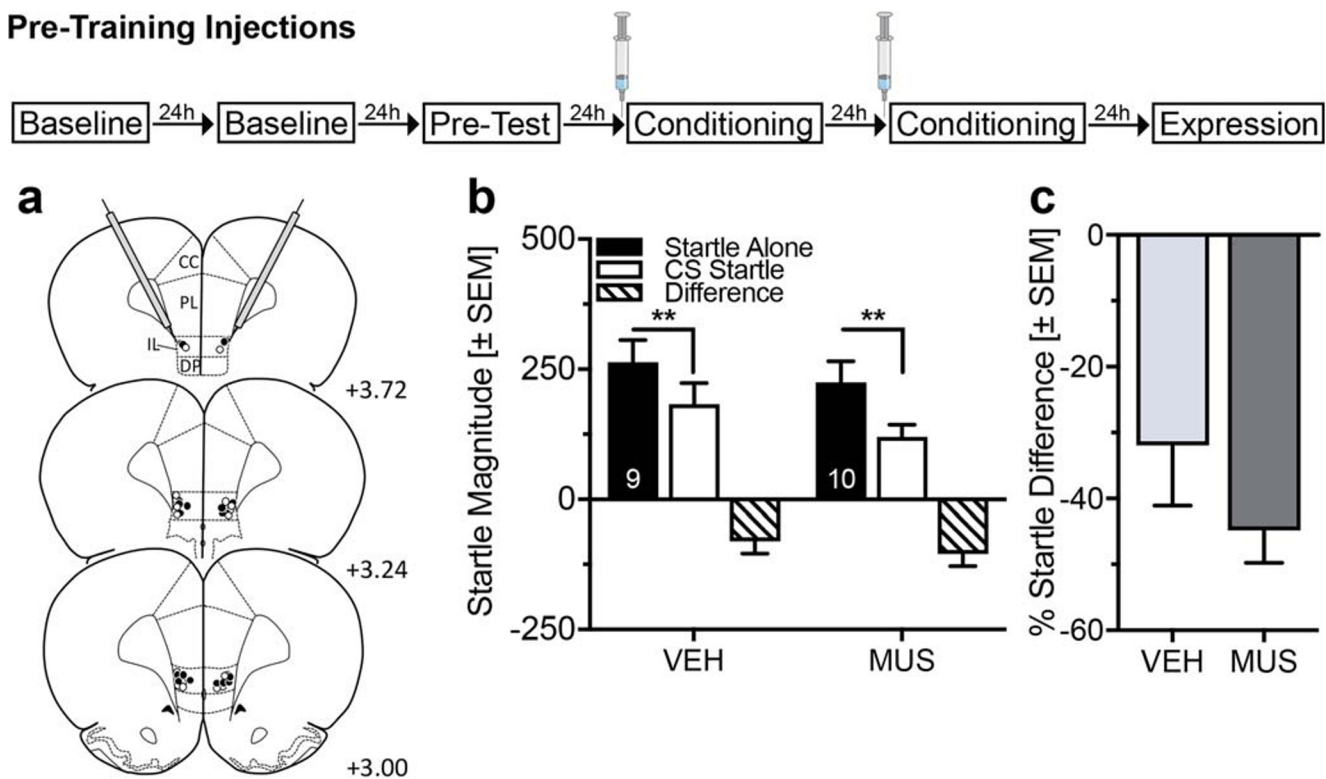 Pre-Training Injections
Baseline 24h Baseline 24h Pre-Test 24h Conditioning 24h Conditioning 24h Expression
a
CC
PL
IL
DP
+3.72
+3.24
+3.00
b
Startle Magnitude [± SEM]
500
250
0
-250
Startle Alone
CS Startle
Difference
** **
9 10
VEH MUS
c
% Startle Difference [± SEM]
0
-20
-40
-60
VEH MUS